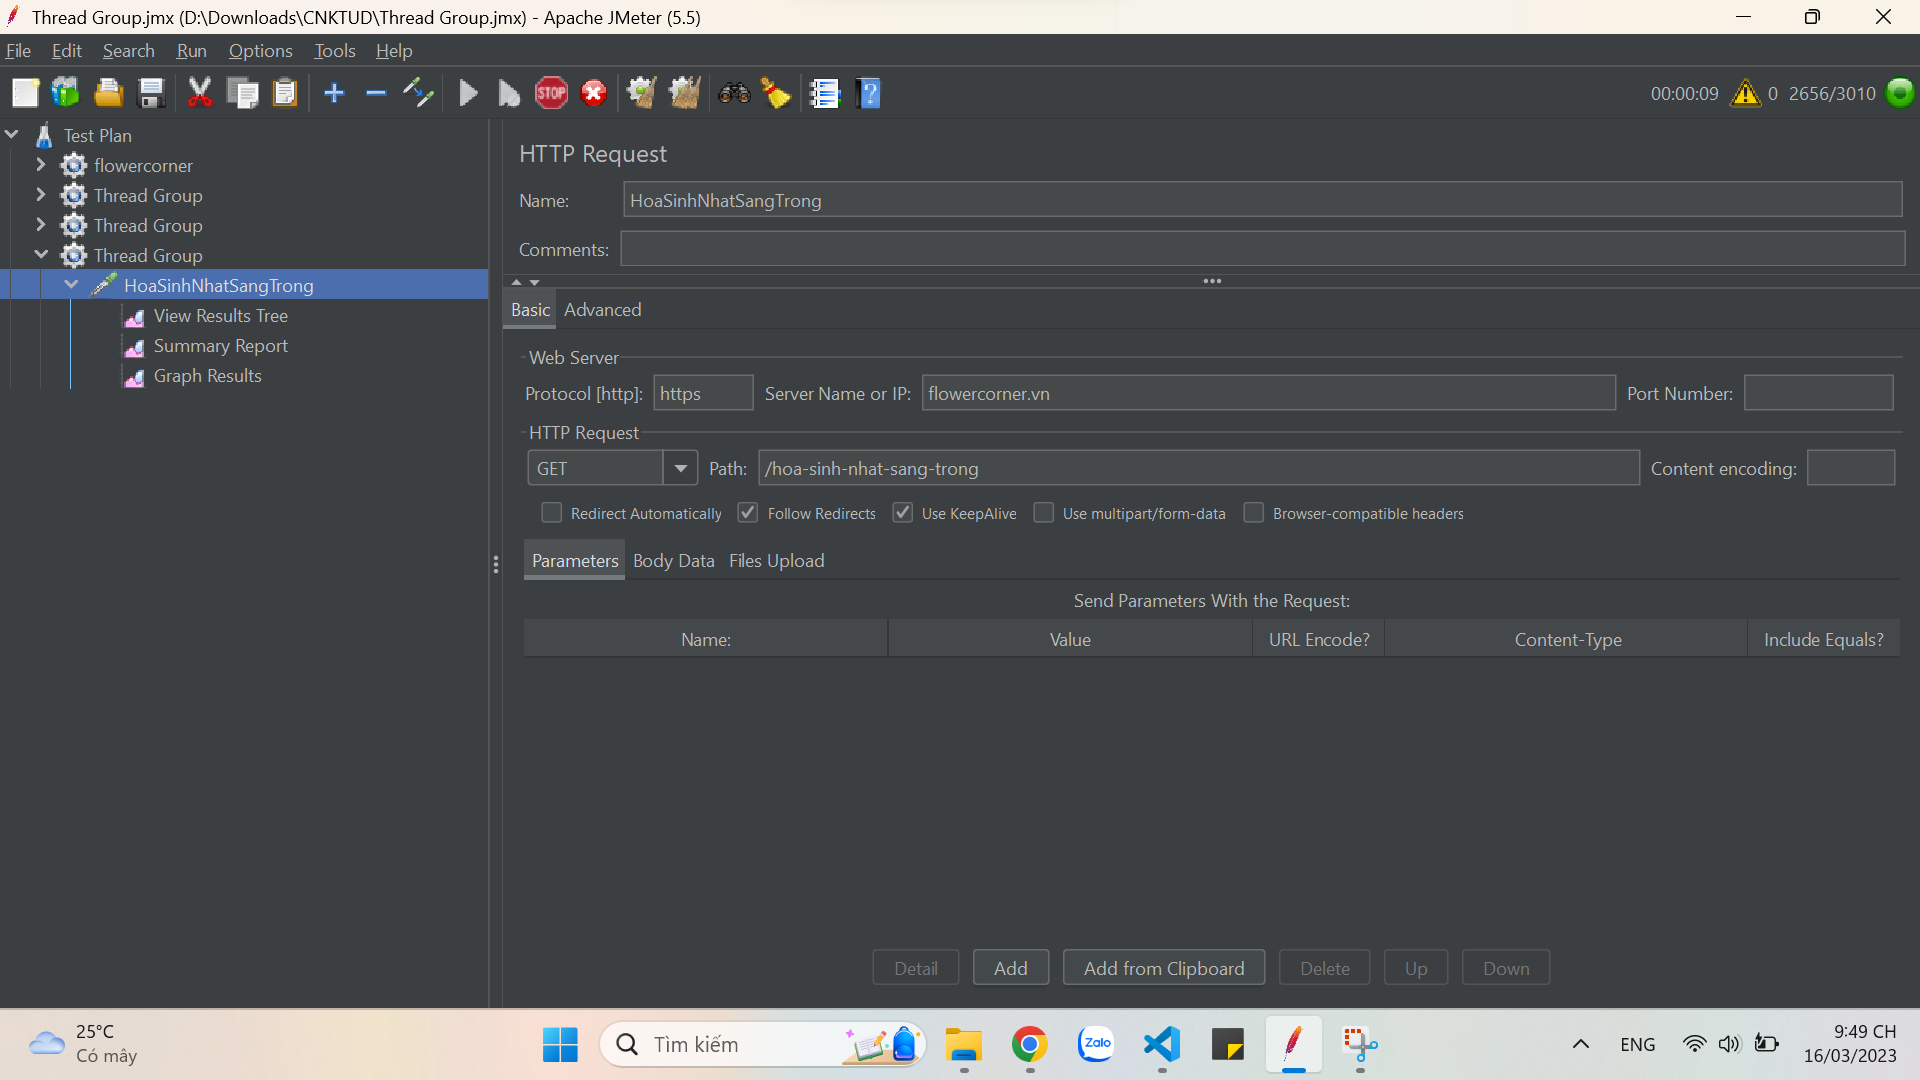 Thread Group.jmx (D:\Downloads\CNKTUD\Thread Group.jmx) - Apache JMeter (5.5)
File Edit Search Run Options Tools Help
STOP
00:00:09 0 2656/3010
Test Plan
flowercorner
Thread Group
Thread Group
Thread Group
HoaSinhNhatSangTrong
View Results Tree
Summary Report
Graph Results
HTTP Request
Name: HoaSinhNhatSangTrong
Comments:
Basic Advanced
Web Server
Protocol [http]: https Server Name or IP: flowercorner.vn Port Number:
HTTP Request
GET Path: /hoa-sinh-nhat-sang-trong Content encoding:
Redirect Automatically Follow Redirects Use KeepAlive Use multipart/form-data Browser-compatible headers
Parameters Body Data Files Upload
Send Parameters With the Request:
Name: Value URL Encode? Content-Type Include Equals?
Detail Add Add from Clipboard Delete Up Down
25°C
Có mây
Tìm kiếm
Zalo
ENG
9:49 CH
16/03/2023